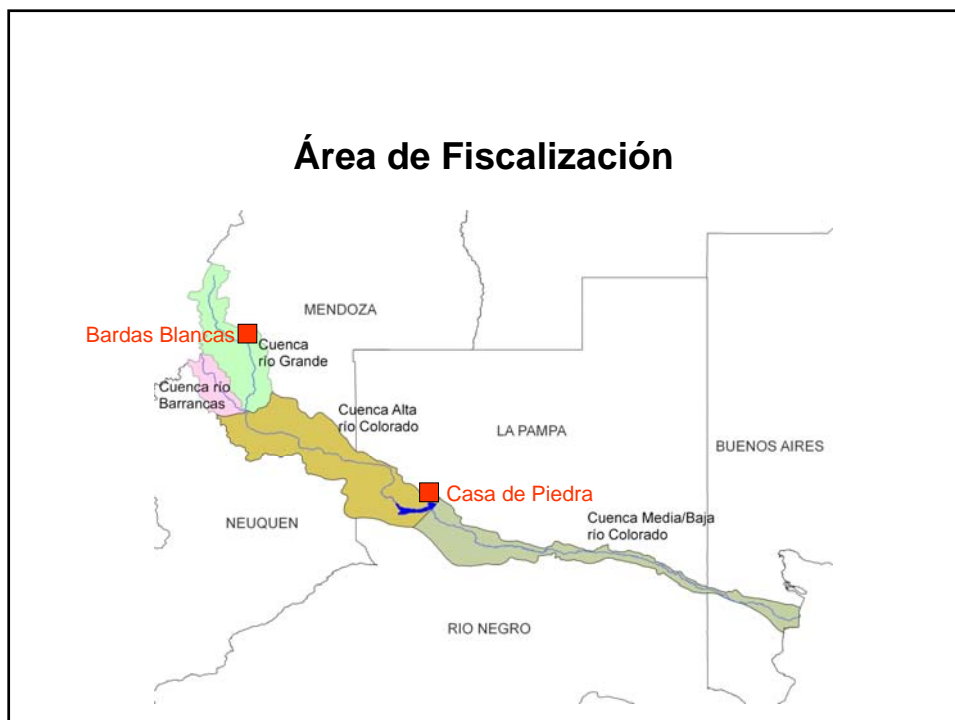 Área de Fiscalización
MENDOZA
Bardas Blancas
Cuenca
río Grande
Cuenca río
Barrancas
Cuenca Alta
río Colorado
LA PAMPA
BUENOS AIRES
Casa de Piedra
NEUQUEN
Cuenca Media/Baja
río Colorado
RIO NEGRO